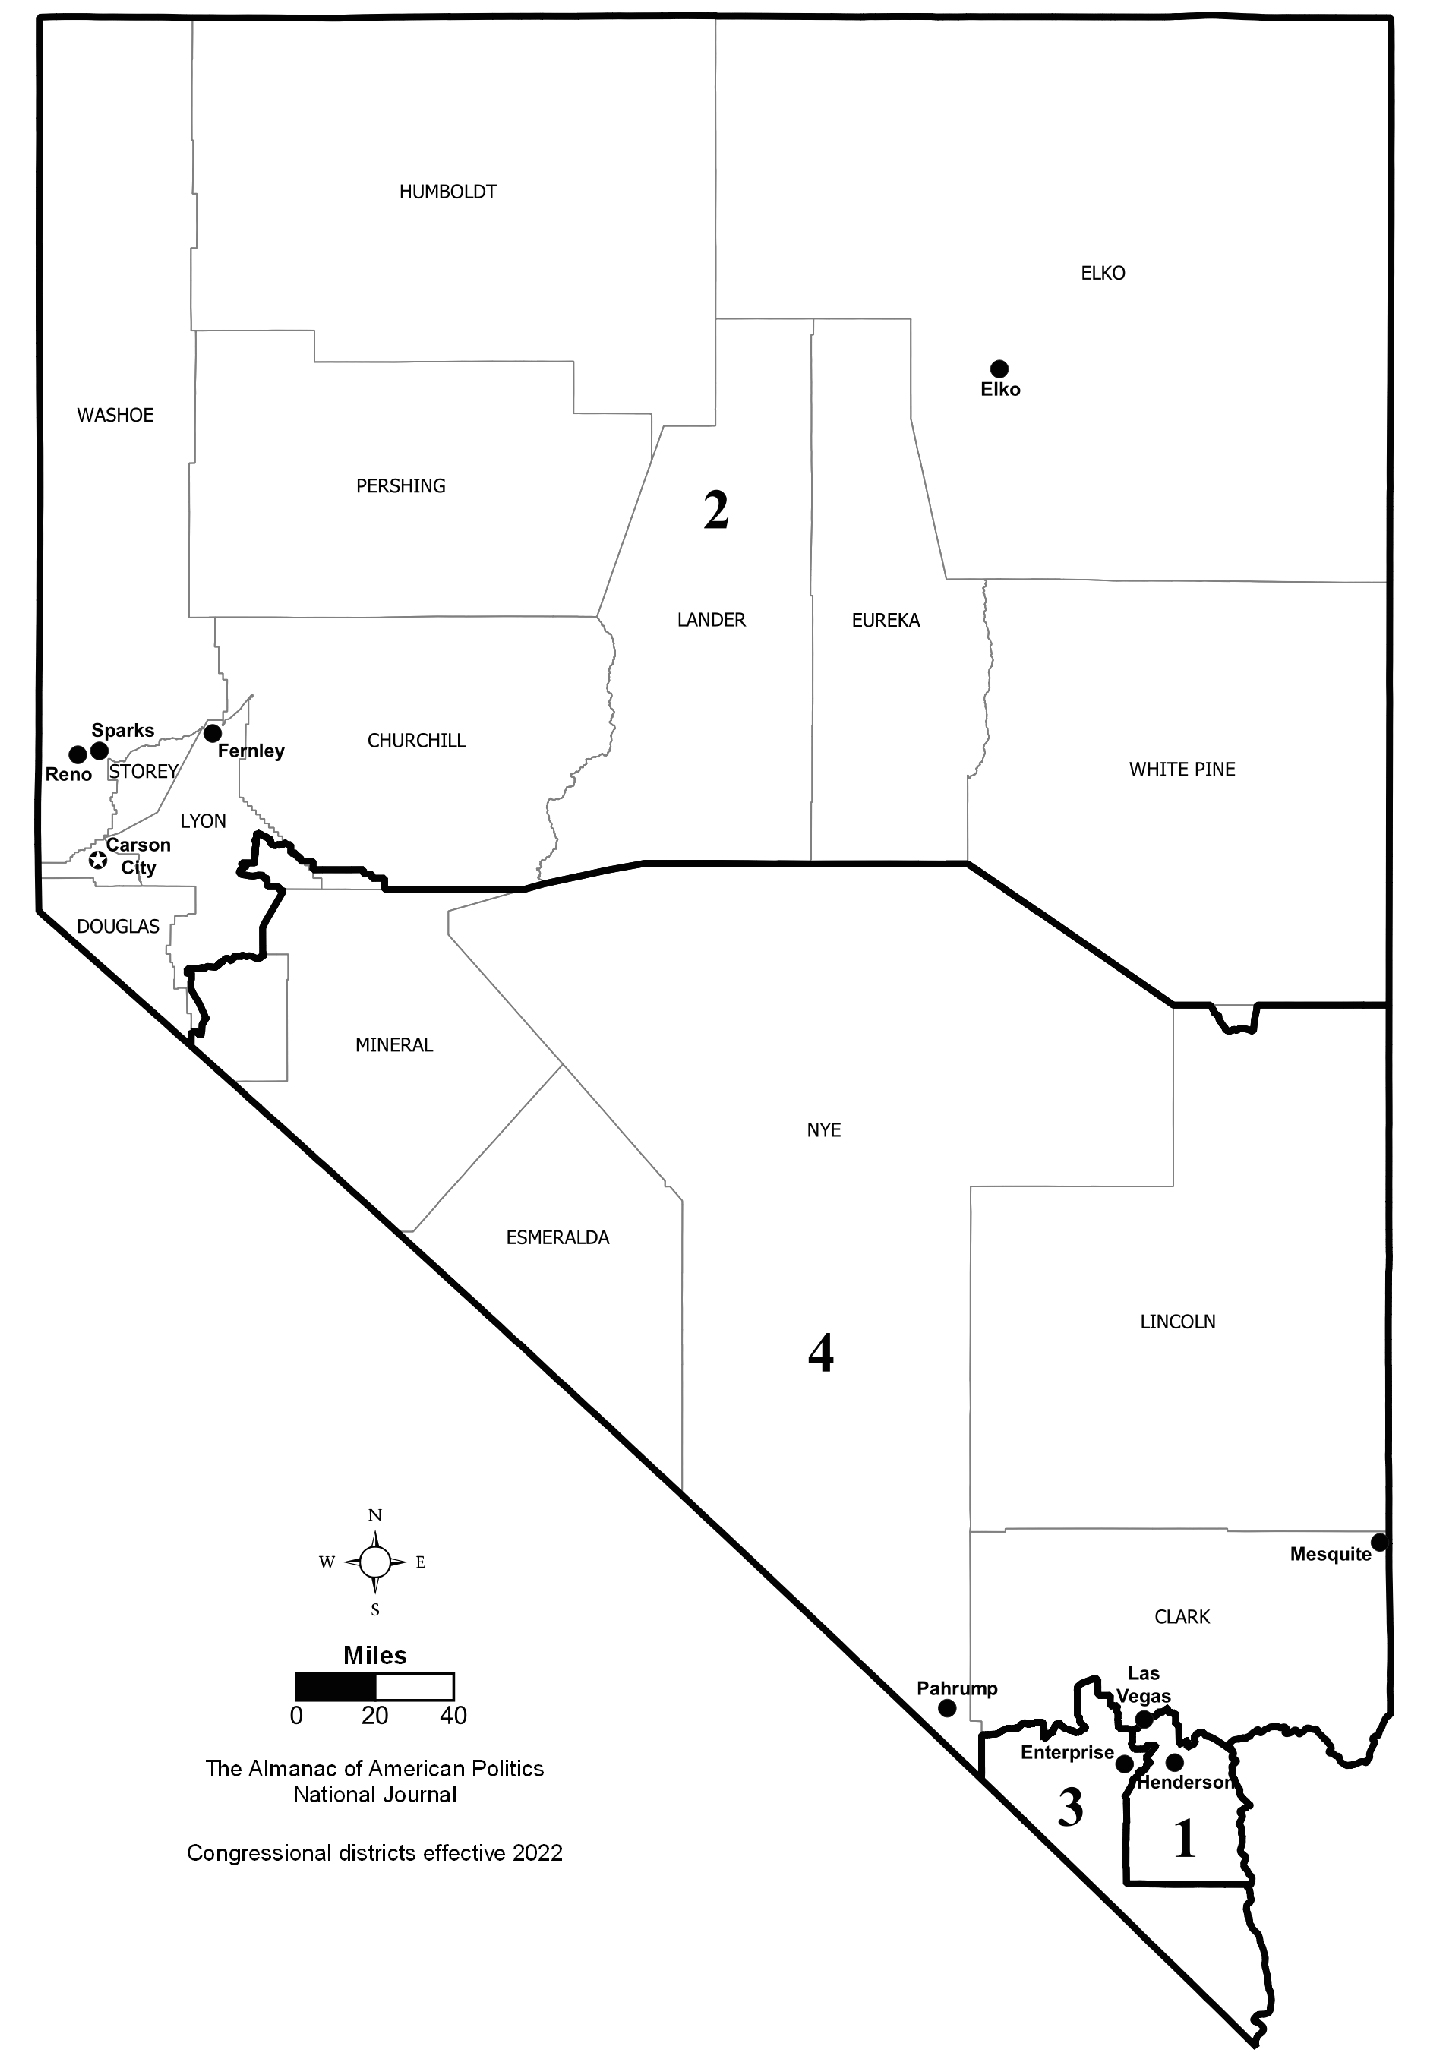 HUMBOLDT
ELKO
Elko
WASHOE
PERSHING
2
LANDER
EUREKA
Sparks
Reno
STOREY
Fernley
CHURCHILL
WHITE PINE
LYON
Carson
City
DOUGLAS
MINERAL
NYE
ESMERALDA
LINCOLN
4
N
W E
S
Mesquite
CLARK
Miles
0 20 40
Pahrump
Las
Vegas
Enterprise
Henderson
3
1
The Almanac of American Politics
National Journal
Congressional districts effective 2022